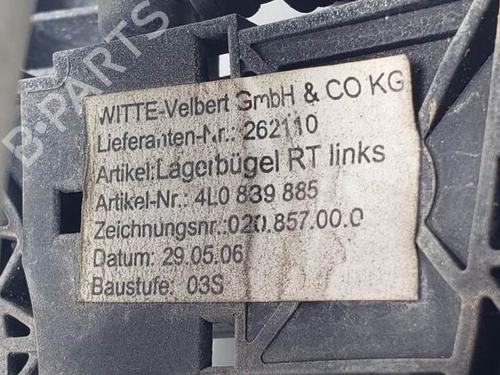 B-PARTS
WITTE-Velbert GmbH & CO KG
Lieferanten-Nr.: 262110
Artikel: Lagerbügel RT links
Artikel-Nr.: 4L0 839 885
Zeichnungsnr.:020.857.00.0
Datum: 29.05.06
Baustufe: 03S